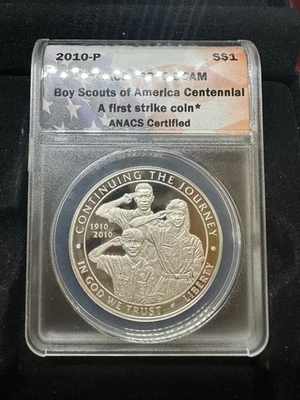 2010-P S$1
Boy Scouts of America Centennial
A first strike coin*
ANACS Certified
CONTINUING THE JOURNEY
1910
2010
IN GOD WE TRUST LIBERTY